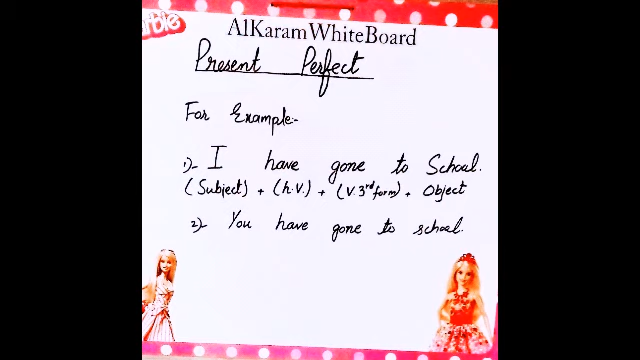 Barbie
AlKaramWhiteBoard
Present Perfect
For Example:-
1)- I have gone to School.
(Subject) + (h.v.) + (v.3rd form) + Object
2)- You have gone to school.